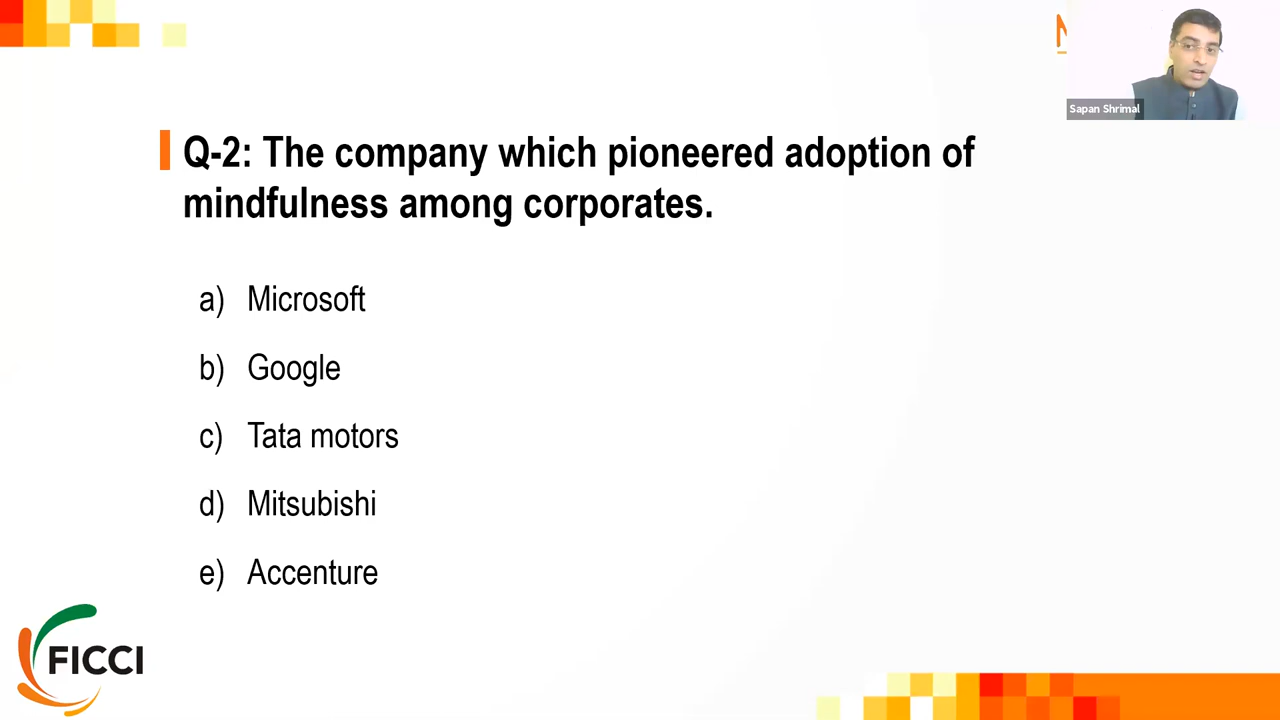 Sapan Shrimal
Q-2: The company which pioneered adoption of
mindfulness among corporates.
a) Microsoft
b) Google
c) Tata motors
d) Mitsubishi
e) Accenture
FICCI